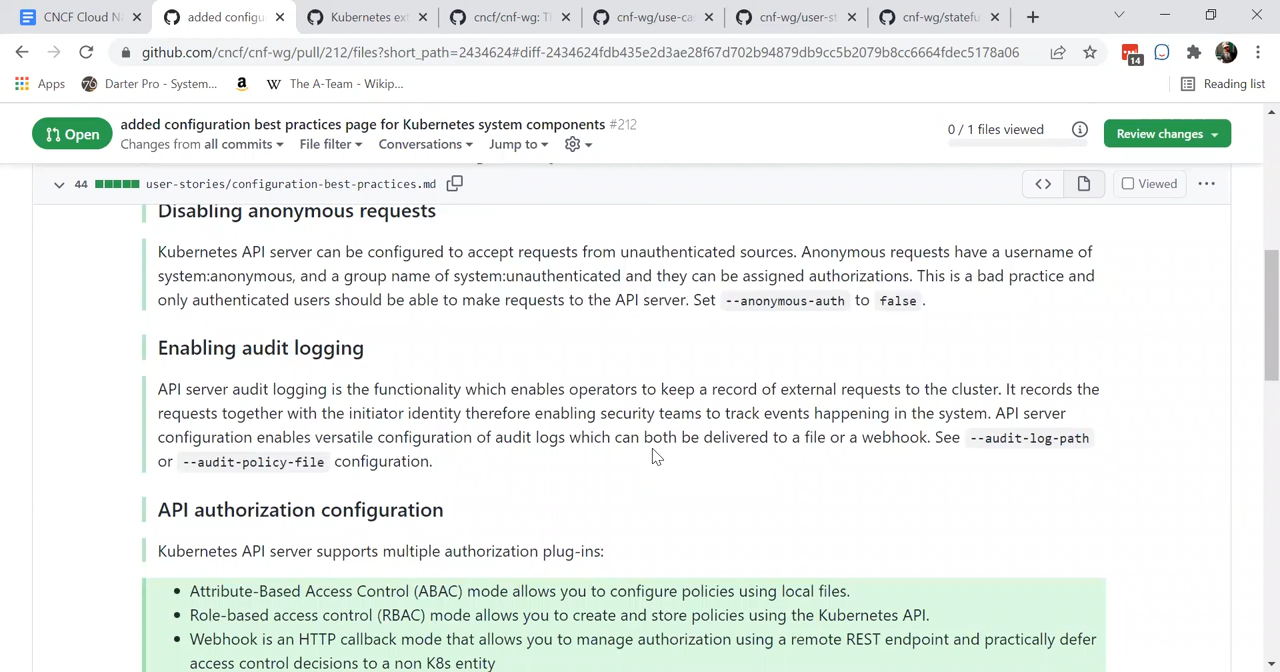 CNCF Cloud N
added configu
Kubernetes ex
cncf/cnf-wg: T
cnf-wg/use-ca
cnf-wg/user-st
cnf-wg/statefu
github.com/cncf/cnf-wg/pull/212/files?short_path=2434624#diff-2434624fdb435e2d3ae28f67d702b94879db9cc5b2079b8cc6664fdec5178a06
14
Apps
76
Darter Pro - System...
a
W
The A-Team - Wikip...
Reading list
Open
added configuration best practices page for Kubernetes system components #212
Changes from all commits
File filter
Conversations
Jump to
0 / 1 files viewed
Review changes
44
user-stories/configuration-best-practices.md
Viewed
Disabling anonymous requests
Kubernetes API server can be configured to accept requests from unauthenticated sources. Anonymous requests have a username of
system:anonymous, and a group name of system:unauthenticated and they can be assigned authorizations. This is a bad practice and
only authenticated users should be able to make requests to the API server. Set --anonymous-auth to false.
Enabling audit logging
API server audit logging is the functionality which enables operators to keep a record of external requests to the cluster. It records the
requests together with the initiator identity therefore enabling security teams to track events happening in the system. API server
configuration enables versatile configuration of audit logs which can both be delivered to a file or a webhook. See --audit-log-path
or --audit-policy-file configuration.
API authorization configuration
Kubernetes API server supports multiple authorization plug-ins:
• Attribute-Based Access Control (ABAC) mode allows you to configure policies using local files.
• Role-based access control (RBAC) mode allows you to create and store policies using the Kubernetes API.
• Webhook is an HTTP callback mode that allows you to manage authorization using a remote REST endpoint and practically defer
access control decisions to a non K8s entity